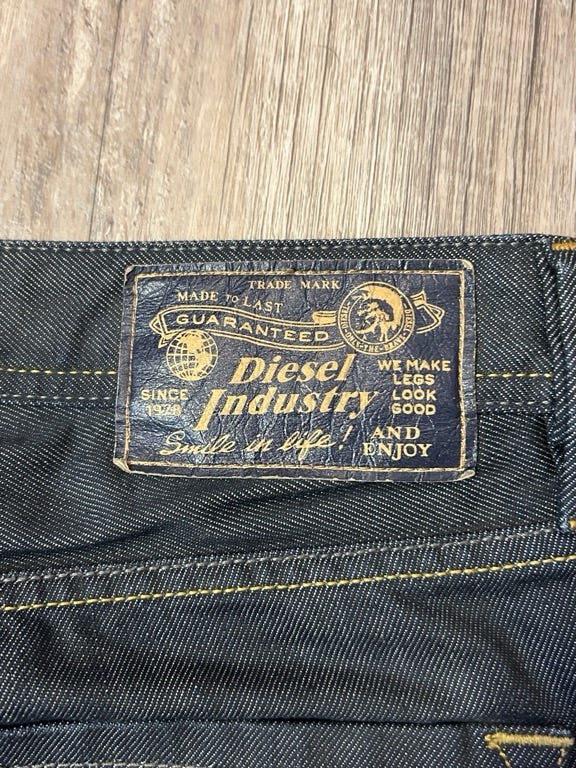 TRADE MARK
MADE TO LAST
GUARANTEED
Diesel
Industry
SINCE
1978
WE MAKE
LEGS
LOOK
GOOD
AND
ENJOY
Smile in life!